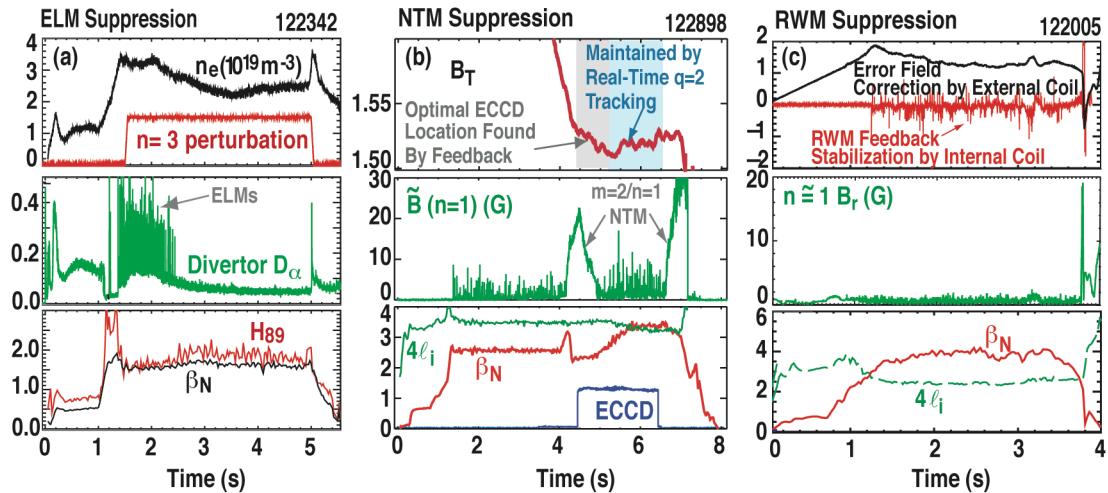 ELM Suppression
122342
(a)
nₑ(10¹⁹m⁻³)
n= 3 perturbation
4
3
2
1
0
ELMs
Divertor Dα
0.4
0.2
0.0
H₈₉
βN
2.0
1.0
0.0
0 1 2 3 4 5
Time (s)
NTM Suppression
122898
(b)
BT
Maintained by
Real-Time q=2
Tracking
Optimal ECCD
Location Found
By Feedback
1.55
1.50
30
20
10
0
B̃ (n=1) (G)
m=2/n=1
NTM
4
3
2
1
0
4ℓi
βN
ECCD
0 2 4 6 8
Time (s)
RWM Suppression
122005
(c)
2
1
0
−1
−2
Error Field
Correction by External Coil
RWM Feedback
Stabilization by Internal Coil
20
10
0
n ≅ 1 Br (G)
6
4
2
0
βN
4ℓi
0 1 2 3 4
Time (s)